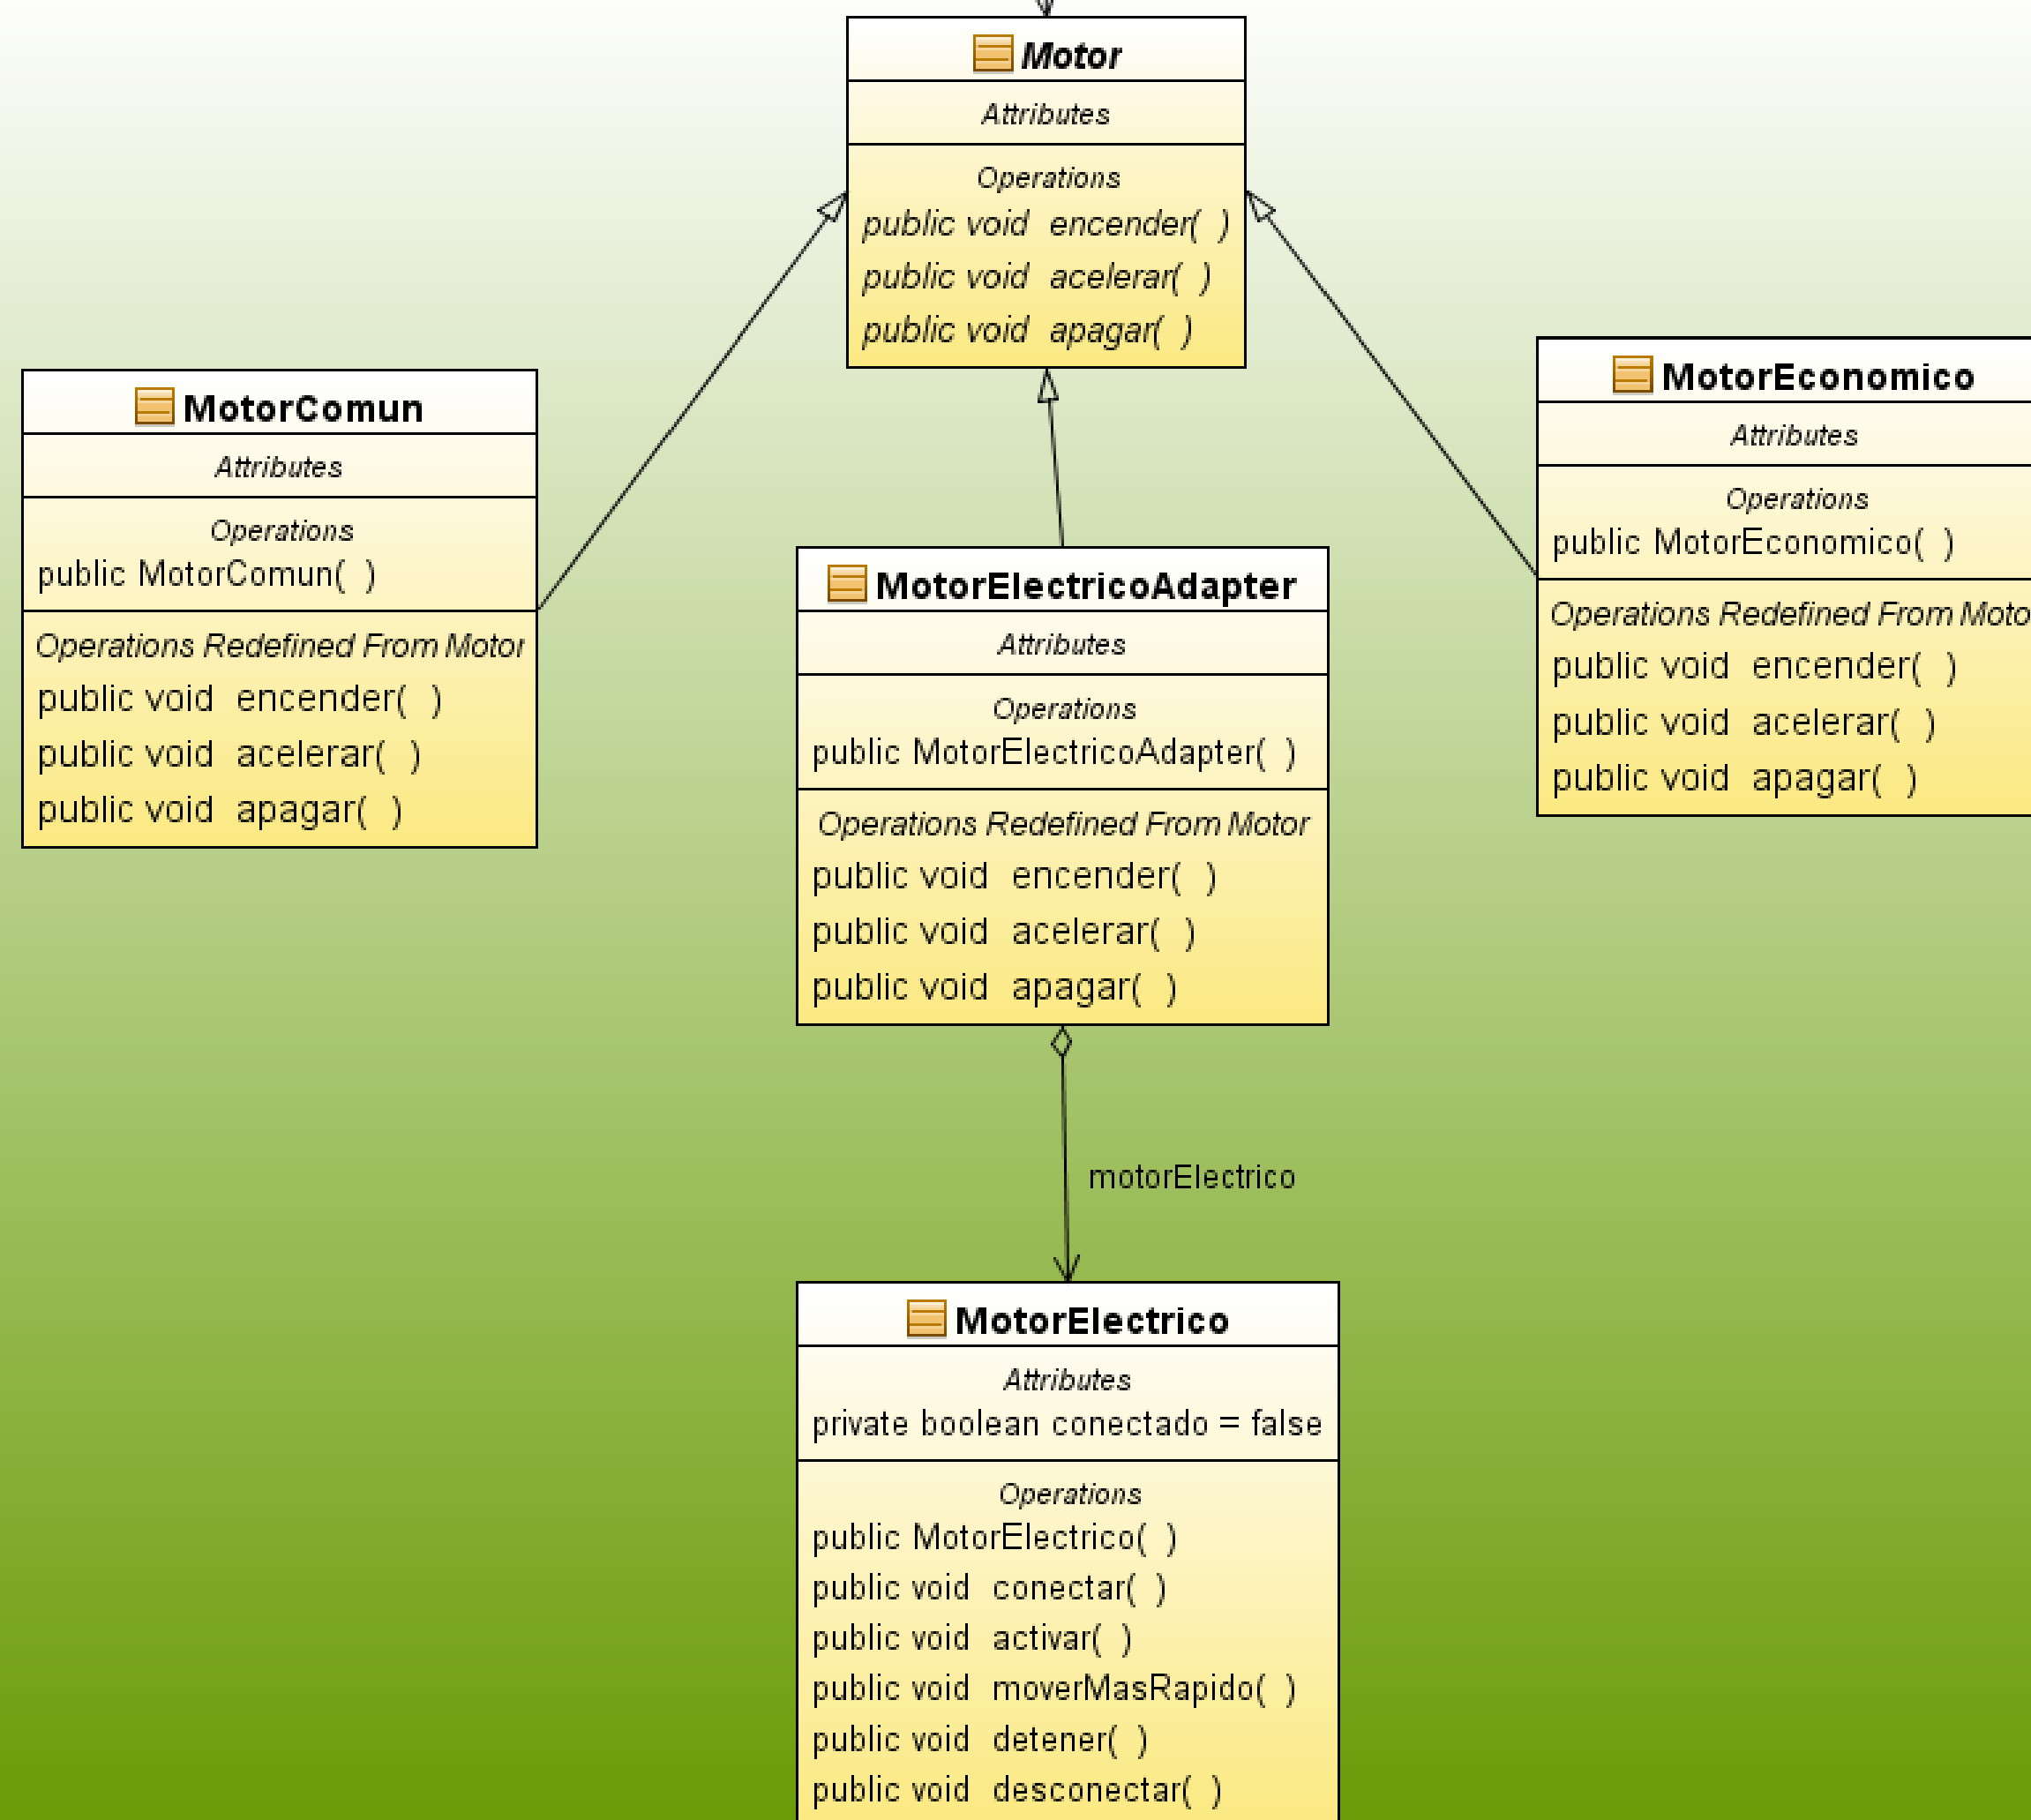 Motor
Attributes
Operations
public void encender( )
public void acelerar( )
public void apagar( )
MotorComun
Attributes
Operations
public MotorComun( )
Operations Redefined From Motor
public void encender( )
public void acelerar( )
public void apagar( )
MotorElectricoAdapter
Attributes
Operations
public MotorElectricoAdapter( )
Operations Redefined From Motor
public void encender( )
public void acelerar( )
public void apagar( )
MotorEconomico
Attributes
Operations
public MotorEconomico( )
Operations Redefined From Moto
public void encender( )
public void acelerar( )
public void apagar( )
motorElectrico
MotorElectrico
Attributes
private boolean conectado = false
Operations
public MotorElectrico( )
public void conectar( )
public void activar( )
public void moverMasRapido( )
public void detener( )
public void desconectar( )